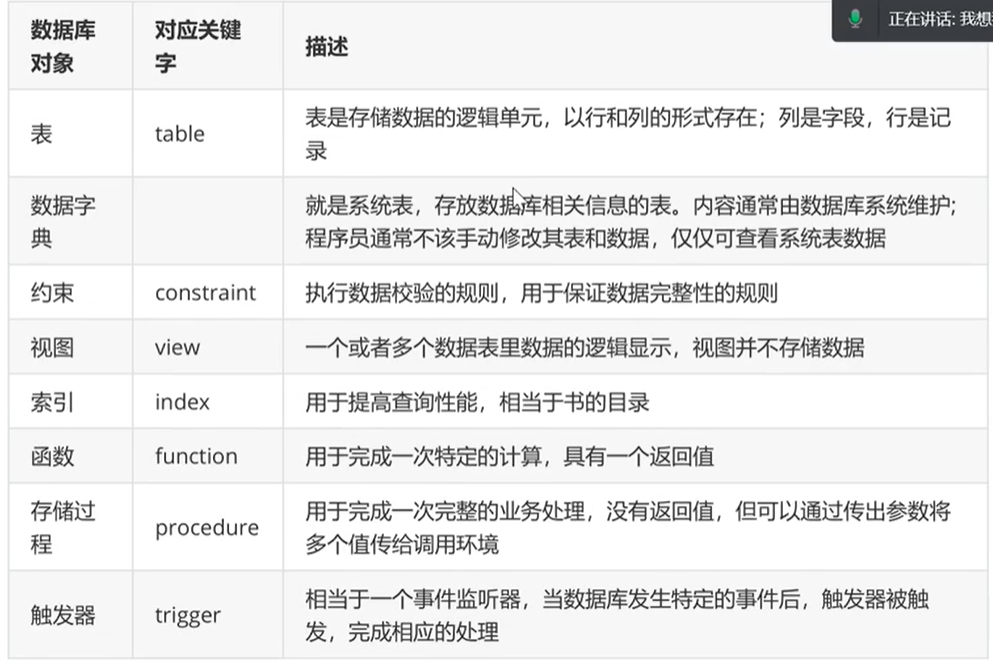 正在讲话: 我想
数据库 对应关键 描述
对象 字
表 table 表是存储数据的逻辑单元，以行和列的形式存在；列是字段，行是记
录
数据字 就是系统表，存放数据库相关信息的表。内容通常由数据库系统维护;
典 程序员通常不该手动修改其表和数据，仅仅可查看系统表数据
约束 constraint 执行数据校验的规则，用于保证数据完整性的规则
视图 view 一个或者多个数据表里数据的逻辑显示，视图并不存储数据
索引 index 用于提高查询性能，相当于书的目录
函数 function 用于完成一次特定的计算，具有一个返回值
存储过 procedure 用于完成一次完整的业务处理，没有返回值，但可以通过传出参数将
程 多个值传给调用环境
触发器 trigger 相当于一个事件监听器，当数据库发生特定的事件后，触发器被触
发，完成相应的处理